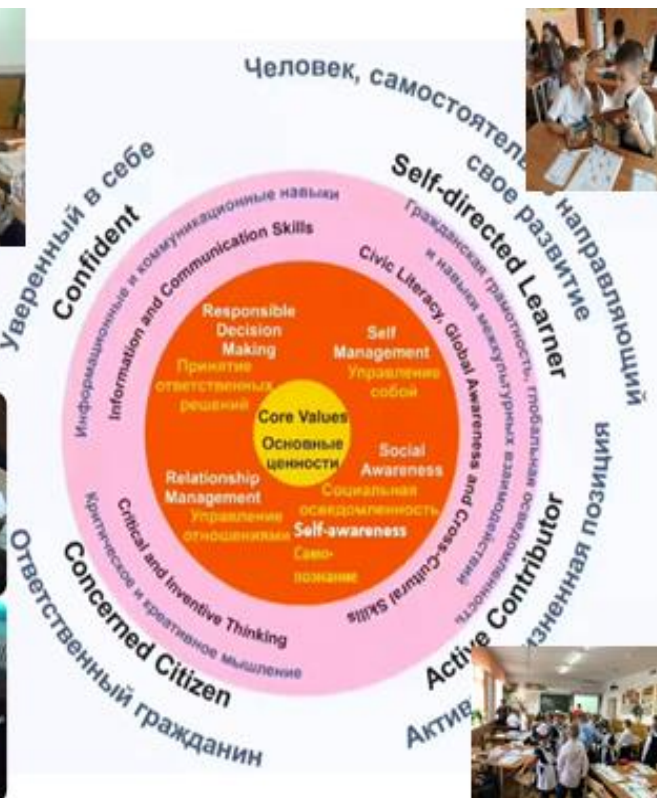 Человек, самостоятельно направляющий
свое развитие
Self-directed Learner
Уверенный в себе
Confident
Информационные и коммуникационные навыки
Information and Communication Skills
Гражданская грамотность, глобальная осведомленность
и навыки межкультурных взаимодействий
Civic Literacy, Global Awareness and Cross-Cultural Skills
Responsible
Decision
Making
Принятие
ответственных
решений
Self
Management
Управление
собой
Core Values
Основные
ценности
Social
Awareness
Социальная
осведомленность
Relationship
Management
Управление
отношениями
Self-awareness
Само-
познание
Critical and Inventive Thinking
Критическое и креативное мышление
Concerned Citizen
Ответственный гражданин
Active Contributor
позиция